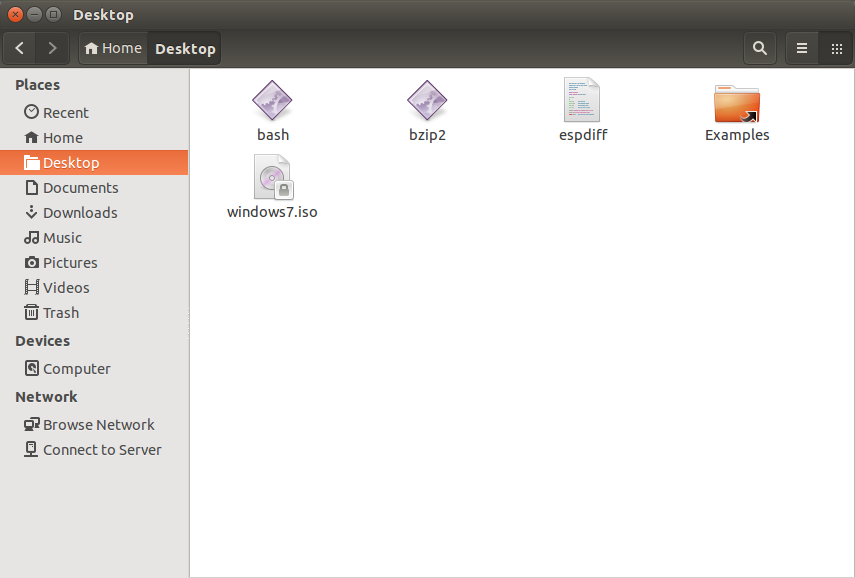 Desktop
Home Desktop
Places
Recent
Home
Desktop
Documents
Downloads
Music
Pictures
Videos
Trash
Devices
Computer
Network
Browse Network
Connect to Server
bash bzip2 espdiff Examples
windows7.iso